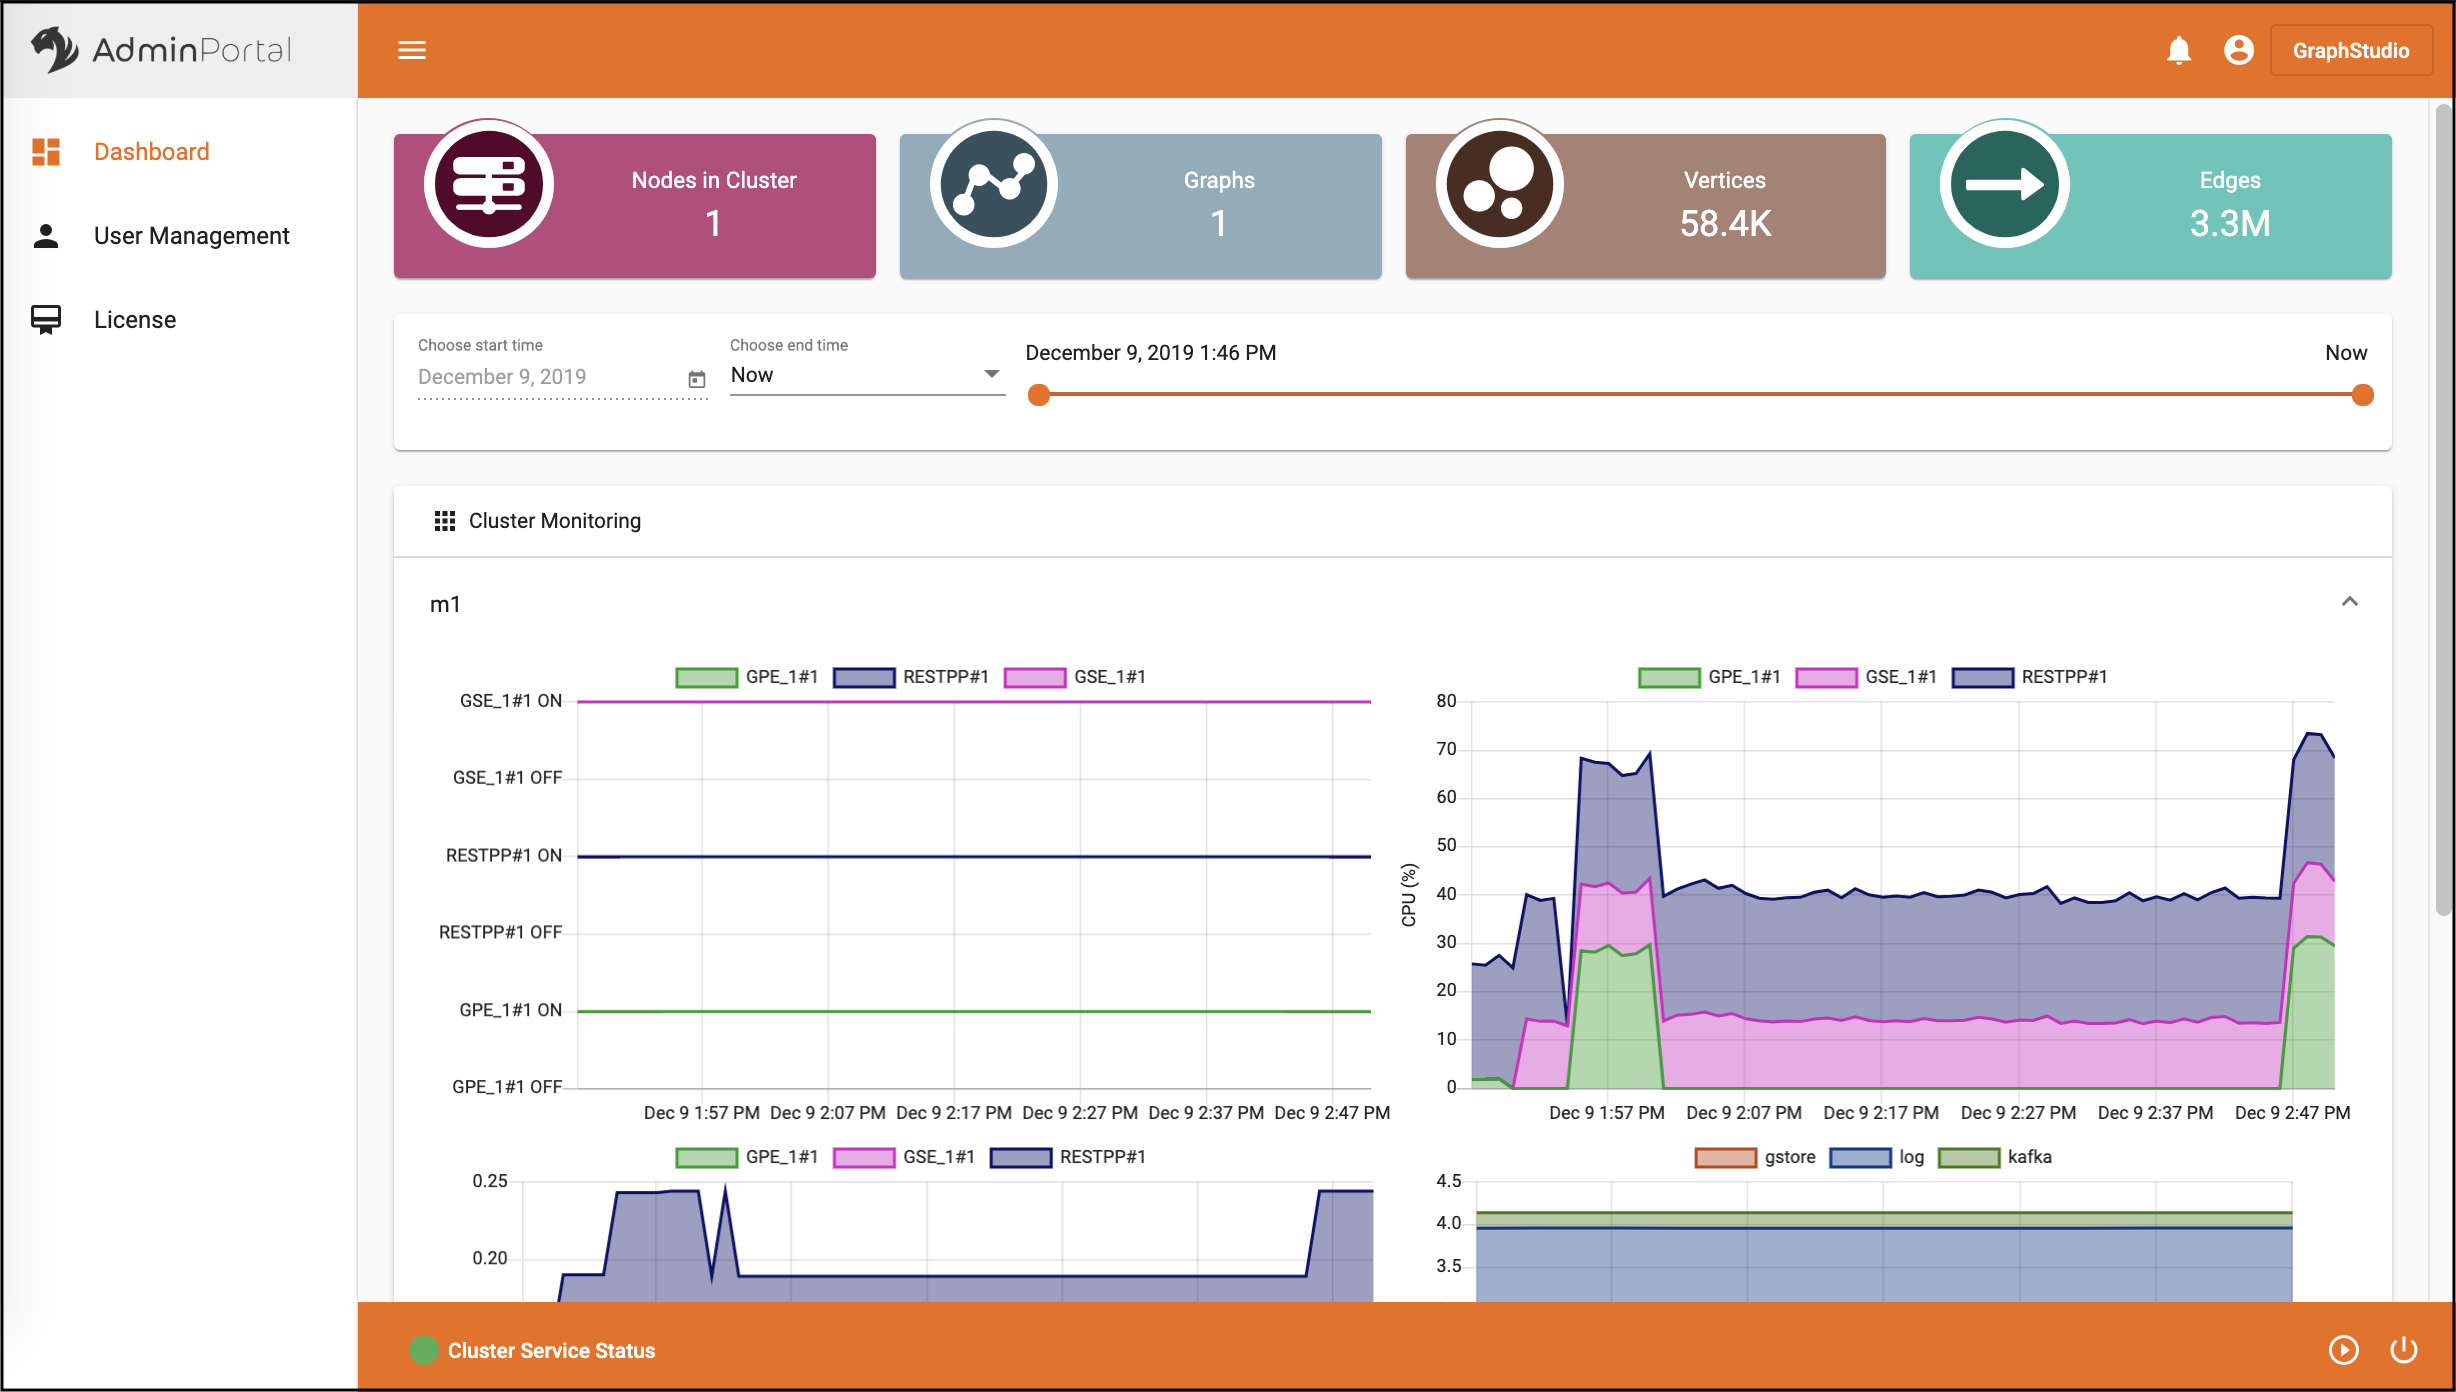 AdminPortal
GraphStudio
Dashboard
User Management
License
Nodes in Cluster
1
Graphs
1
Vertices
58.4K
Edges
3.3M
Choose start time
December 9, 2019
Choose end time
Now
December 9, 2019 1:46 PM
Now
Cluster Monitoring
m1
GPE_1#1 RESTPP#1 GSE_1#1
GSE_1#1 ON
GSE_1#1 OFF
RESTPP#1 ON
RESTPP#1 OFF
GPE_1#1 ON
GPE_1#1 OFF
Dec 9 1:57 PM Dec 9 2:07 PM Dec 9 2:17 PM Dec 9 2:27 PM Dec 9 2:37 PM Dec 9 2:47 PM
GPE_1#1 GSE_1#1 RESTPP#1
CPU (%)
80
70
60
50
40
30
20
10
0
Dec 9 1:57 PM Dec 9 2:07 PM Dec 9 2:17 PM Dec 9 2:27 PM Dec 9 2:37 PM Dec 9 2:47 PM
GPE_1#1 GSE_1#1 RESTPP#1
0.25
0.20
gstore log kafka
4.5
4.0
3.5
Cluster Service Status